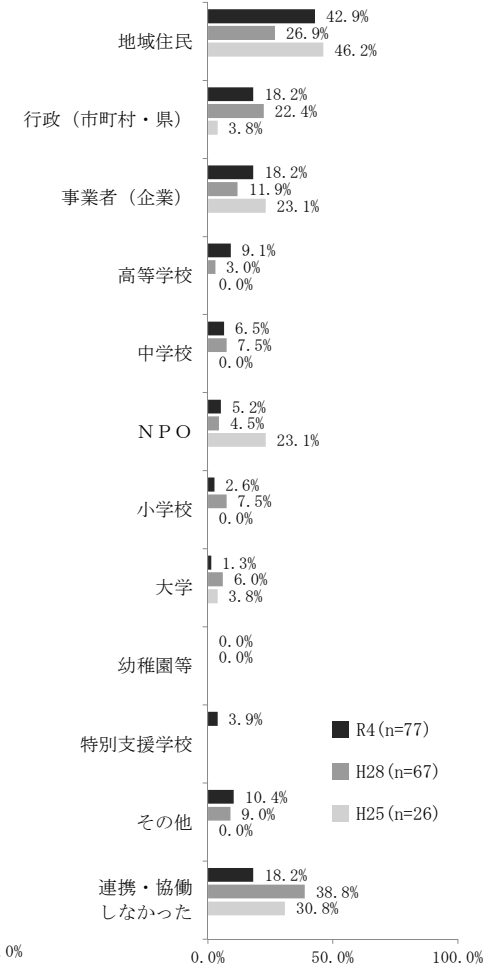 地域住民
42.9%
26.9%
46.2%
行政（市町村・県）
18.2%
22.4%
3.8%
事業者（企業）
18.2%
11.9%
23.1%
高等学校
9.1%
3.0%
0.0%
中学校
6.5%
7.5%
0.0%
ＮＰＯ
5.2%
4.5%
23.1%
小学校
2.6%
7.5%
0.0%
大学
1.3%
6.0%
3.8%
幼稚園等
0.0%
0.0%
特別支援学校
3.9%
R4(n=77)
H28(n=67)
H25(n=26)
その他
10.4%
9.0%
0.0%
連携・協働
しなかった
18.2%
38.8%
30.8%
0.0%
50.0%
100.0%
.0%